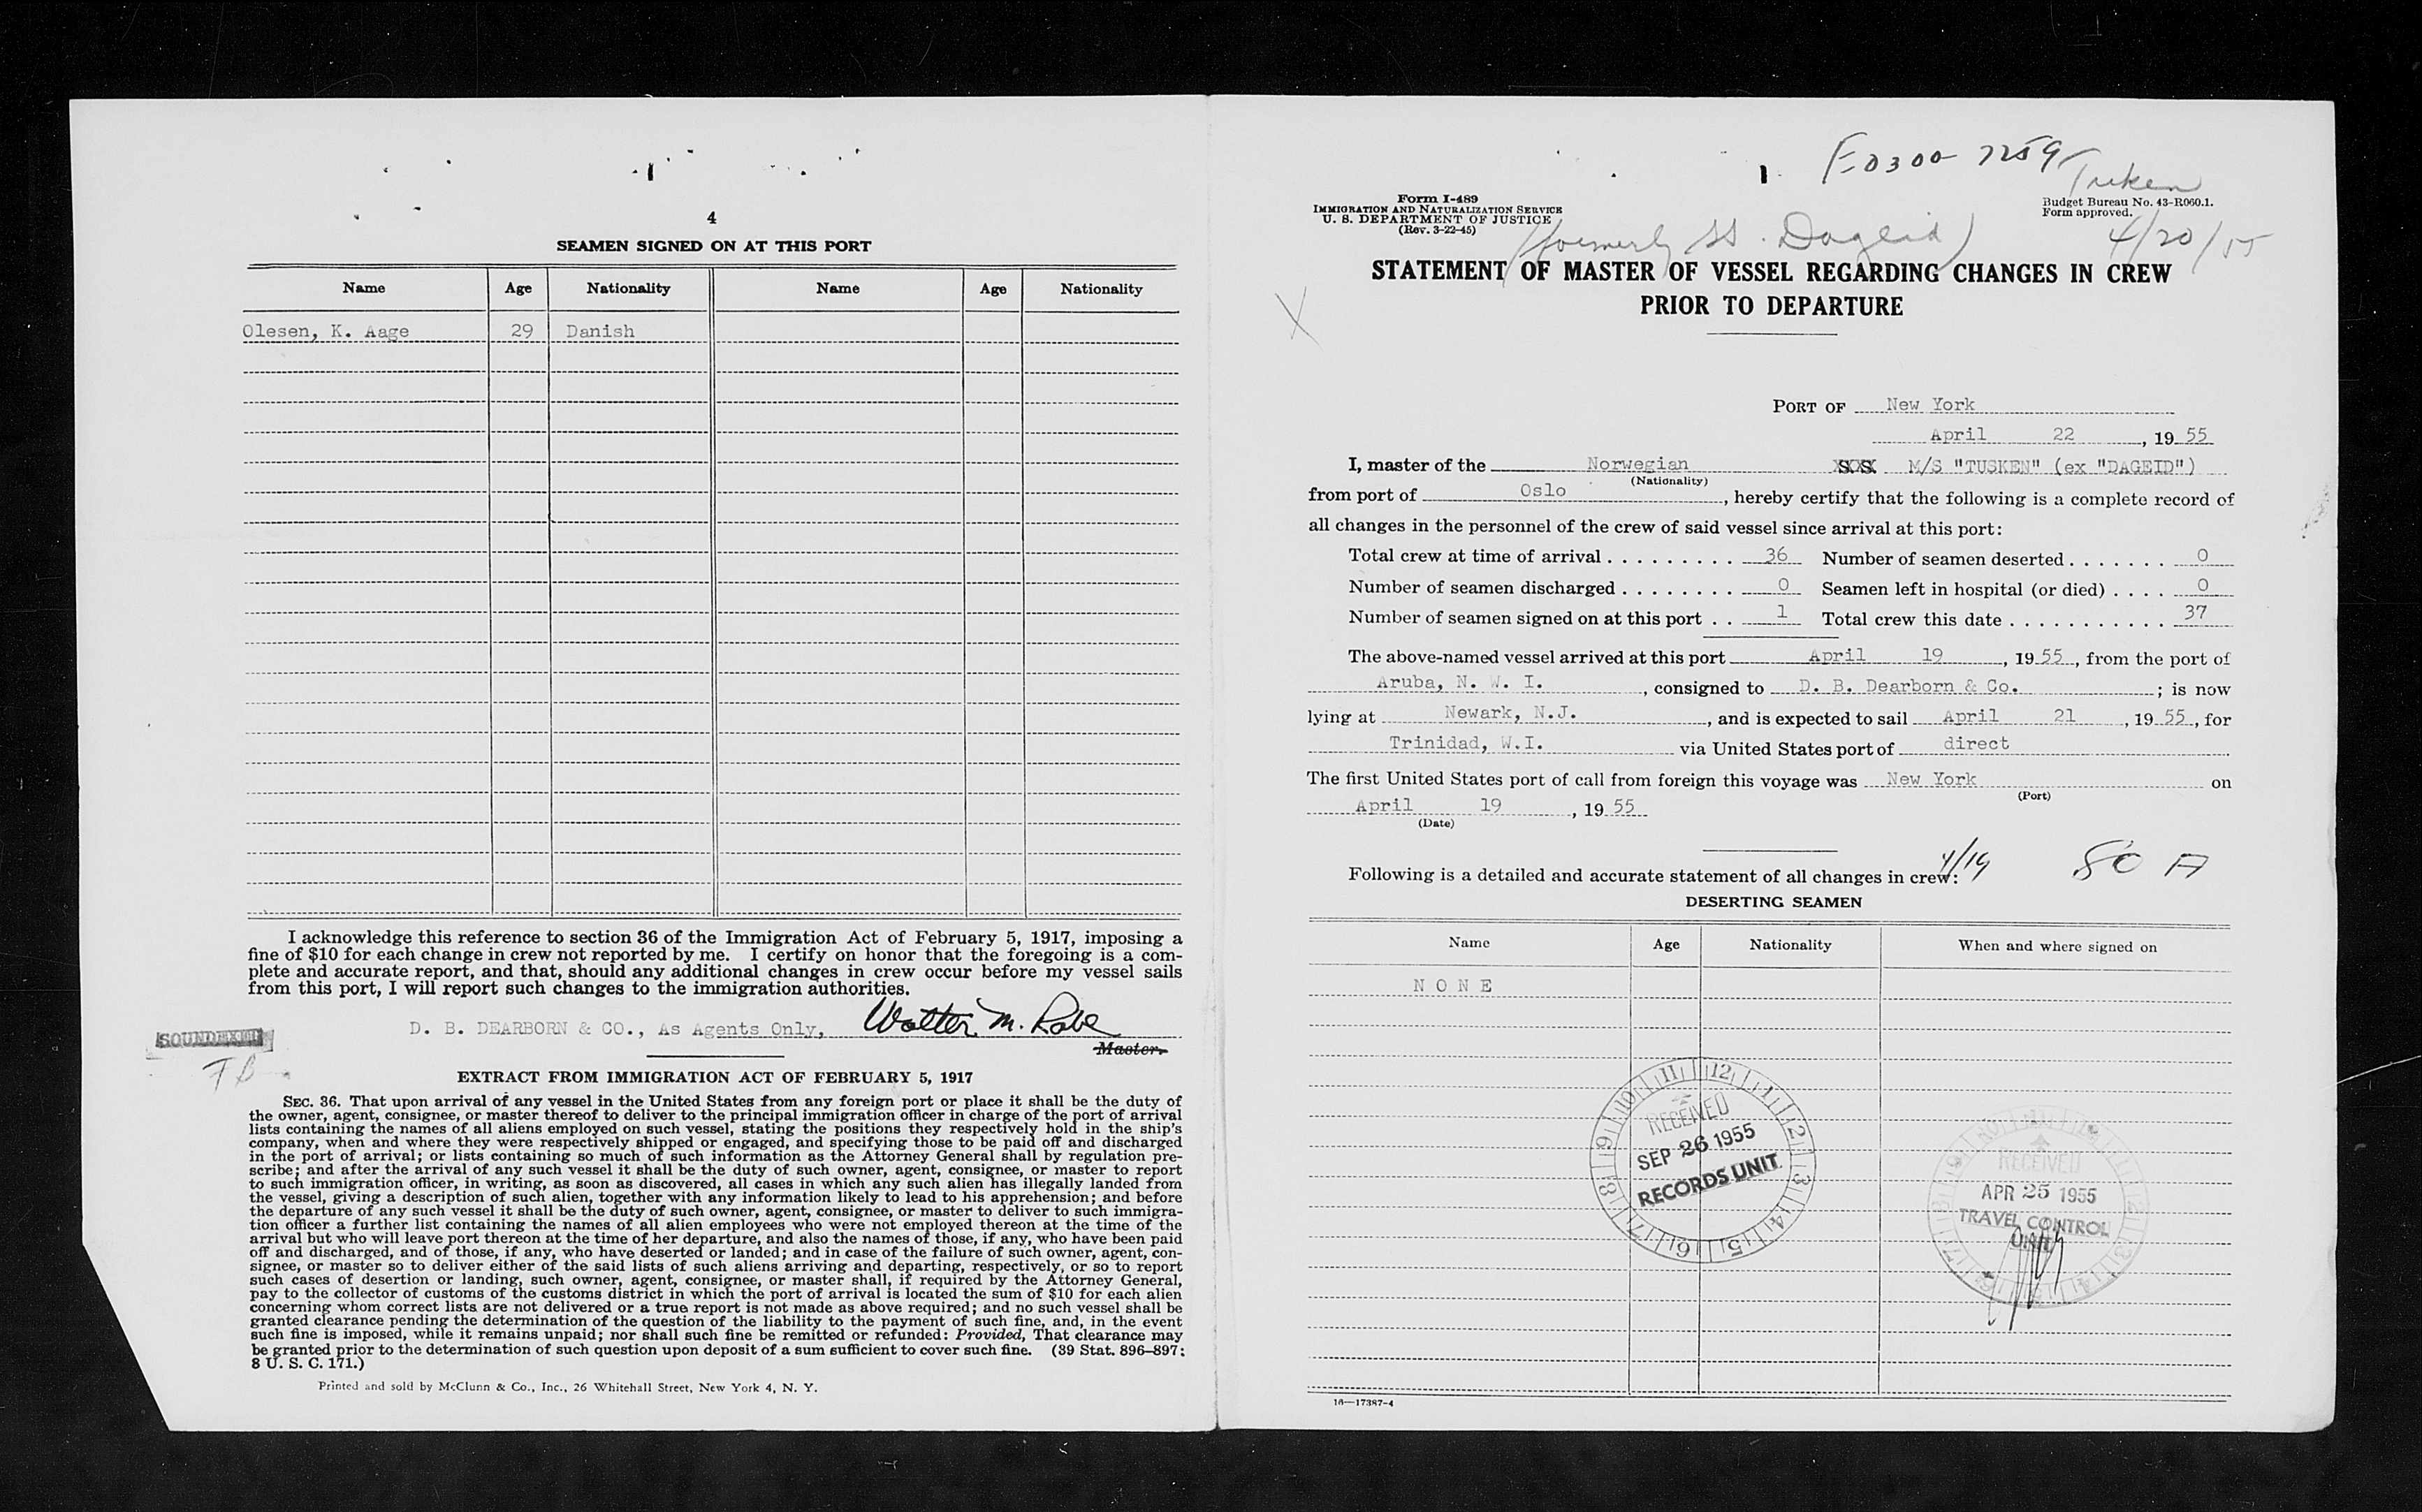 4
SEAMEN SIGNED ON AT THIS PORT
Name Age Nationality Name Age Nationality
Olesen, K. Aage 29 Danish
I acknowledge this reference to section 36 of the Immigration Act of February 5, 1917, imposing a
fine of $10 for each change in crew not reported by me. I certify on honor that the foregoing is a com-
plete and accurate report, and that, should any additional changes in crew occur before my vessel sails
from this port, I will report such changes to the immigration authorities.
D. B. DEARBORN & CO., As Agents Only, Walter M. Rabe
Master.
SOUNDEXED
FB
EXTRACT FROM IMMIGRATION ACT OF FEBRUARY 5, 1917
SEC. 36. That upon arrival of any vessel in the United States from any foreign port or place it shall be the duty of
the owner, agent, consignee, or master thereof to deliver to the principal immigration officer in charge of the port of arrival
lists containing the names of all aliens employed on such vessel, stating the positions they respectively hold in the ship's
company, when and where they were respectively shipped or engaged, and specifying those to be paid off and discharged
in the port of arrival; or lists containing so much of such information as the Attorney General shall by regulation pre-
scribe; and after the arrival of any such vessel it shall be the duty of such owner, agent, consignee, or master to report
to such immigration officer, in writing, as soon as discovered, all cases in which any such alien has illegally landed from
the vessel, giving a description of such alien, together with any information likely to lead to his apprehension; and before
the departure of any such vessel it shall be the duty of such owner, agent, consignee, or master to deliver to such immigra-
tion officer a further list containing the names of all alien employees who were not employed thereon at the time of the
arrival but who will leave port thereon at the time of her departure, and also the names of those, if any, who have been paid
off and discharged, and of those, if any, who have deserted or landed; and in case of the failure of such owner, agent, con-
signee, or master so to deliver either of the said lists of such aliens arriving and departing, respectively, or so to report
such cases of desertion or landing, such owner, agent, consignee, or master shall, if required by the Attorney General,
pay to the collector of customs of the customs district in which the port of arrival is located the sum of $10 for each alien
concerning whom correct lists are not delivered or a true report is not made as above required; and no such vessel shall be
granted clearance pending the determination of the question of the liability to the payment of such fine, and, in the event
such fine is imposed, while it remains unpaid; nor shall such fine be remitted or refunded: Provided, That clearance may
be granted prior to the determination of such question upon deposit of a sum sufficient to cover such fine. (39 Stat. 896–897;
8 U. S. C. 171.)
Printed and sold by McClunn & Co., Inc., 26 Whitehall Street, New York 4, N. Y.
F-0300-7259
Tusken
Form I-489
IMMIGRATION AND NATURALIZATION SERVICE
U. S. DEPARTMENT OF JUSTICE
(Rev. 3-22-45)
Budget Bureau No. 43-R060.1.
Form approved.
(formerly SS. Dageid) 4/20/55
STATEMENT OF MASTER OF VESSEL REGARDING CHANGES IN CREW
PRIOR TO DEPARTURE
X
PORT OF New York
April 22, 19 55
I, master of the Norwegian M/S "TUSKEN" (ex "DAGEID")
(Nationality)
from port of Oslo, hereby certify that the following is a complete record of
all changes in the personnel of the crew of said vessel since arrival at this port:
Total crew at time of arrival . . . . . . . . . 36 Number of seamen deserted . . . . . . . 0
Number of seamen discharged . . . . . . . . 0 Seamen left in hospital (or died) . . . . 0
Number of seamen signed on at this port . . 1 Total crew this date . . . . . . . . . . . 37
The above-named vessel arrived at this port April 19, 19 55, from the port of
Aruba, N. W. I., consigned to D. B. Dearborn & Co.; is now
lying at Newark, N.J., and is expected to sail April 21, 19 55, for
Trinidad, W.I. via United States port of direct
The first United States port of call from foreign this voyage was New York on
(Port)
April 19, 19 55
(Date)
4/19 80 A
Following is a detailed and accurate statement of all changes in crew:
DESERTING SEAMEN
Name Age Nationality When and where signed on
N O N E
RECEIVED
SEP 26 1955
RECORDS UNIT
RECEIVED
APR 25 1955
TRAVEL CONTROL
UNIT
16—17387-4